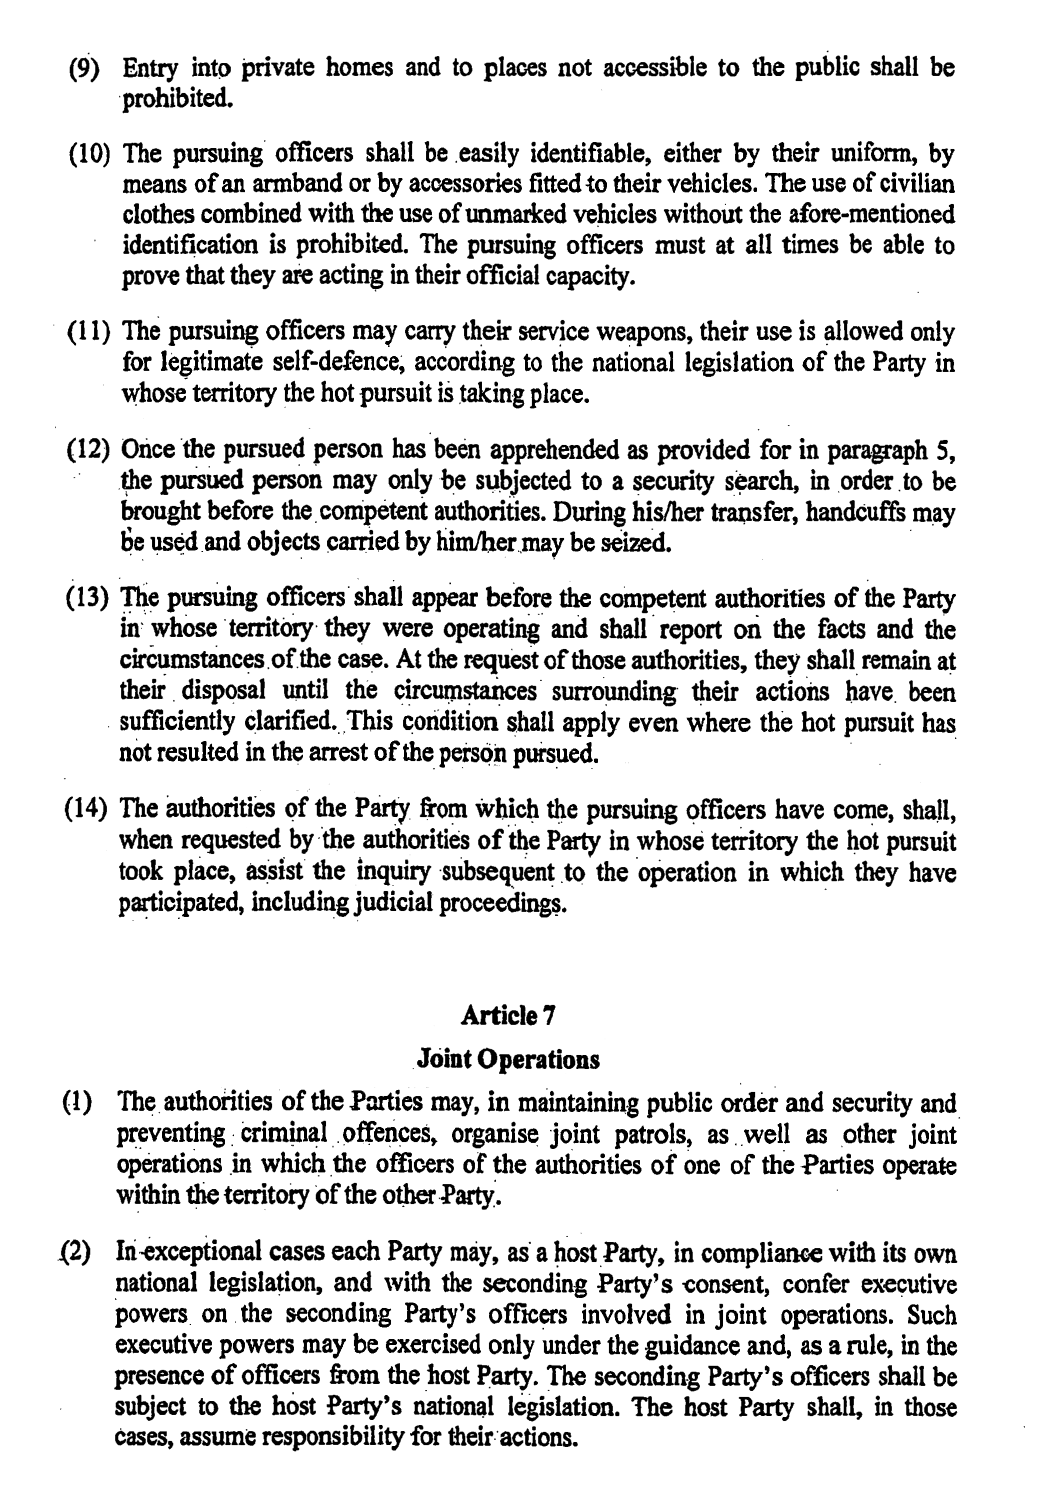 (9) Entry into private homes and to places not accessible to the public shall be
prohibited.
(10) The pursuing officers shall be easily identifiable, either by their uniform, by
means of an armband or by accessories fitted to their vehicles. The use of civilian
clothes combined with the use of unmarked vehicles without the afore-mentioned
identification is prohibited. The pursuing officers must at all times be able to
prove that they are acting in their official capacity.
(11) The pursuing officers may carry their service weapons, their use is allowed only
for legitimate self-defence, according to the national legislation of the Party in
whose territory the hot pursuit is taking place.
(12) Once the pursued person has been apprehended as provided for in paragraph 5,
the pursued person may only be subjected to a security search, in order to be
brought before the competent authorities. During his/her transfer, handcuffs may
be used and objects carried by him/her may be seized.
(13) The pursuing officers shall appear before the competent authorities of the Party
in whose territory they were operating and shall report on the facts and the
circumstances of the case. At the request of those authorities, they shall remain at
their disposal until the circumstances surrounding their actions have been
sufficiently clarified. This condition shall apply even where the hot pursuit has
not resulted in the arrest of the person pursued.
(14) The authorities of the Party from which the pursuing officers have come, shall,
when requested by the authorities of the Party in whose territory the hot pursuit
took place, assist the inquiry subsequent to the operation in which they have
participated, including judicial proceedings.
Article 7
Joint Operations
(1) The authorities of the Parties may, in maintaining public order and security and
preventing criminal offences, organise joint patrols, as well as other joint
operations in which the officers of the authorities of one of the Parties operate
within the territory of the other Party.
(2) In exceptional cases each Party may, as a host Party, in compliance with its own
national legislation, and with the seconding Party's consent, confer executive
powers on the seconding Party's officers involved in joint operations. Such
executive powers may be exercised only under the guidance and, as a rule, in the
presence of officers from the host Party. The seconding Party's officers shall be
subject to the host Party's national legislation. The host Party shall, in those
cases, assume responsibility for their actions.